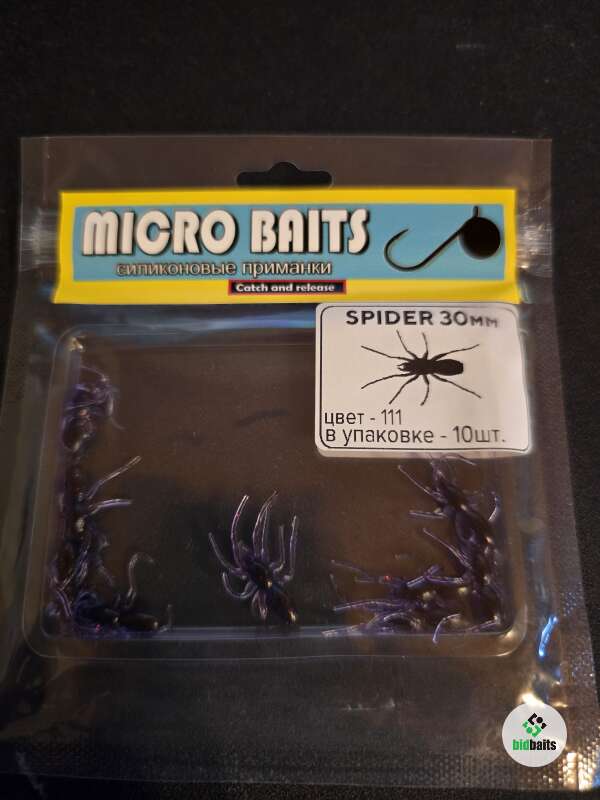 MICRO BAITS
силиконовые приманки
Catch and release
SPIDER 30мм
цвет - 111
в упаковке - 10шт.
bidbaits